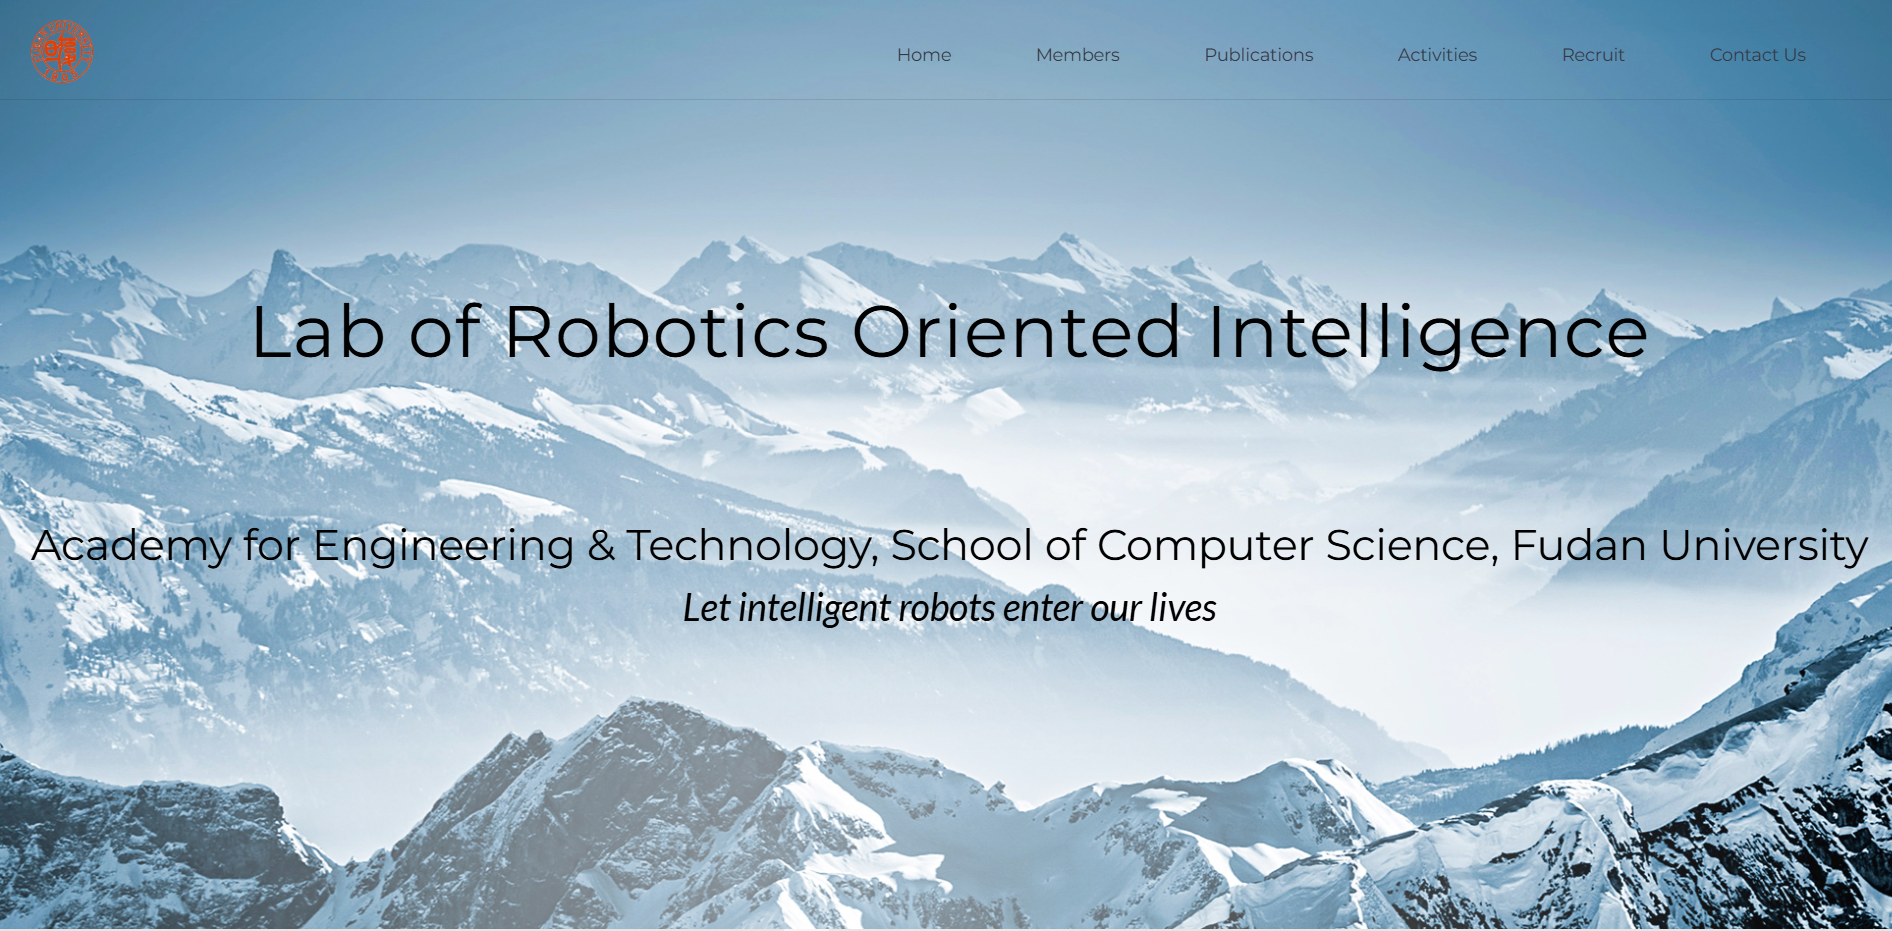 Home Members Publications Activities Recruit Contact Us
Lab of Robotics Oriented Intelligence
Academy for Engineering & Technology, School of Computer Science, Fudan University
Let intelligent robots enter our lives